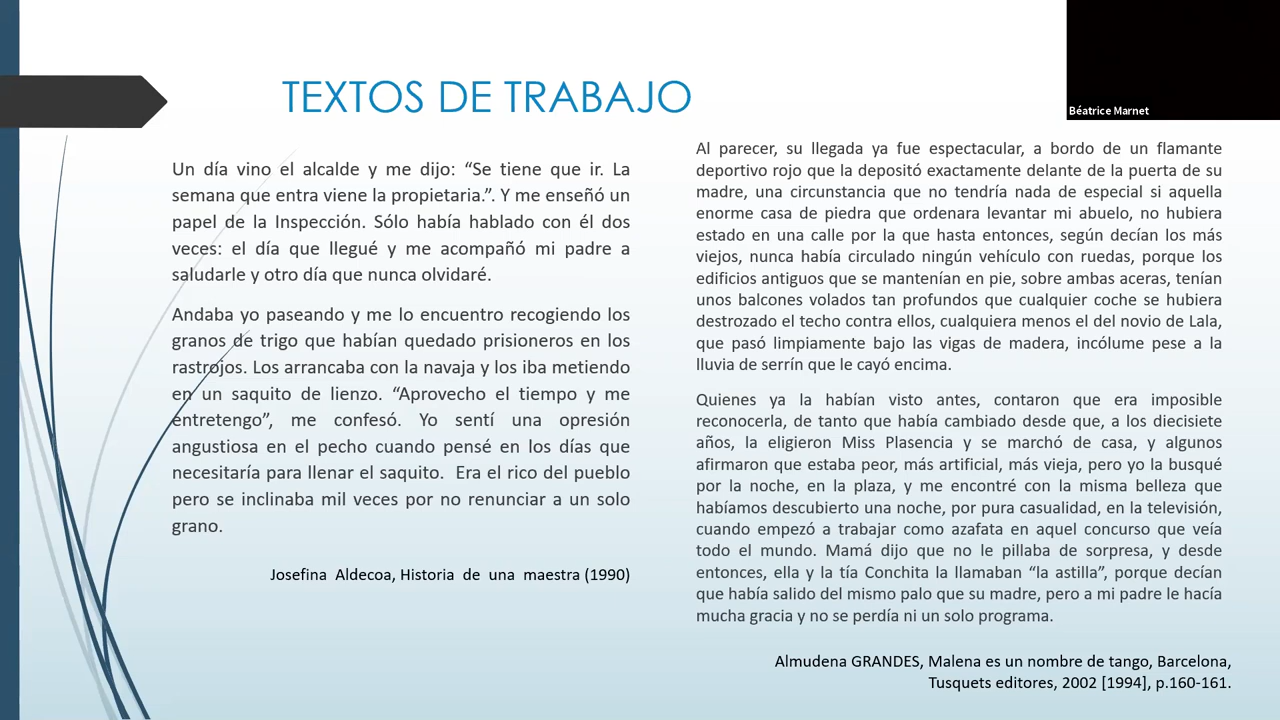 TEXTOS DE TRABAJO
Béatrice Marnet
Un día vino el alcalde y me dijo: “Se tiene que ir. La
semana que entra viene la propietaria.”. Y me enseñó un
papel de la Inspección. Sólo había hablado con él dos
veces: el día que llegué y me acompañó mi padre a
saludarle y otro día que nunca olvidaré.
Andaba yo paseando y me lo encuentro recogiendo los
granos de trigo que habían quedado prisioneros en los
rastrojos. Los arrancaba con la navaja y los iba metiendo
en un saquito de lienzo. “Aprovecho el tiempo y me
entretengo”, me confesó. Yo sentí una opresión
angustiosa en el pecho cuando pensé en los días que
necesitaría para llenar el saquito. Era el rico del pueblo
pero se inclinaba mil veces por no renunciar a un solo
grano.
Josefina Aldecoa, Historia de una maestra (1990)
Al parecer, su llegada ya fue espectacular, a bordo de un flamante
deportivo rojo que la depositó exactamente delante de la puerta de su
madre, una circunstancia que no tendría nada de especial si aquella
enorme casa de piedra que ordenara levantar mi abuelo, no hubiera
estado en una calle por la que hasta entonces, según decían los más
viejos, nunca había circulado ningún vehículo con ruedas, porque los
edificios antiguos que se mantenían en pie, sobre ambas aceras, tenían
unos balcones volados tan profundos que cualquier coche se hubiera
destrozado el techo contra ellos, cualquiera menos el del novio de Lala,
que pasó limpiamente bajo las vigas de madera, incólume pese a la
lluvia de serrín que le cayó encima.
Quienes ya la habían visto antes, contaron que era imposible
reconocerla, de tanto que había cambiado desde que, a los diecisiete
años, la eligieron Miss Plasencia y se marchó de casa, y algunos
afirmaron que estaba peor, más artificial, más vieja, pero yo la busqué
por la noche, en la plaza, y me encontré con la misma belleza que
habíamos descubierto una noche, por pura casualidad, en la televisión,
cuando empezó a trabajar como azafata en aquel concurso que veía
todo el mundo. Mamá dijo que no le pillaba de sorpresa, y desde
entonces, ella y la tía Conchita la llamaban “la astilla”, porque decían
que había salido del mismo palo que su madre, pero a mi padre le hacía
mucha gracia y no se perdía ni un solo programa.
Almudena GRANDES, Malena es un nombre de tango, Barcelona,
Tusquets editores, 2002 [1994], p.160-161.